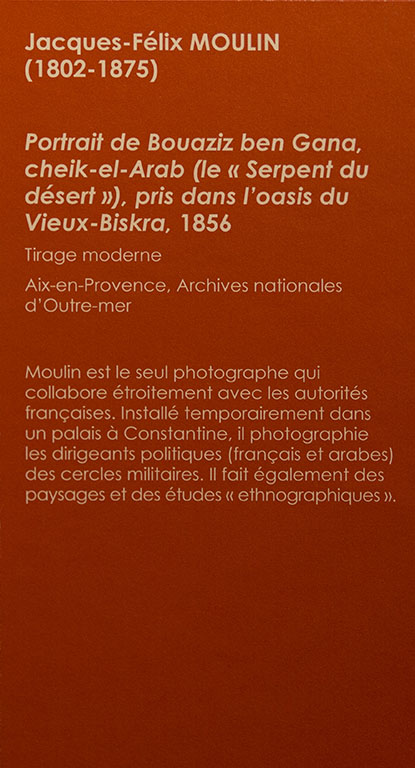 Jacques-Félix MOULIN
(1802-1875)
Portrait de Bouaziz ben Gana,
cheik-el-Arab (le « Serpent du
désert »), pris dans l'oasis du
Vieux-Biskra, 1856
Tirage moderne
Aix-en-Provence, Archives nationales
d'Outre-mer
Moulin est le seul photographe qui
collabore étroitement avec les autorités
françaises. Installé temporairement dans
un palais à Constantine, il photographie
les dirigeants politiques (français et arabes)
des cercles militaires. Il fait également des
paysages et des études « ethnographiques ».